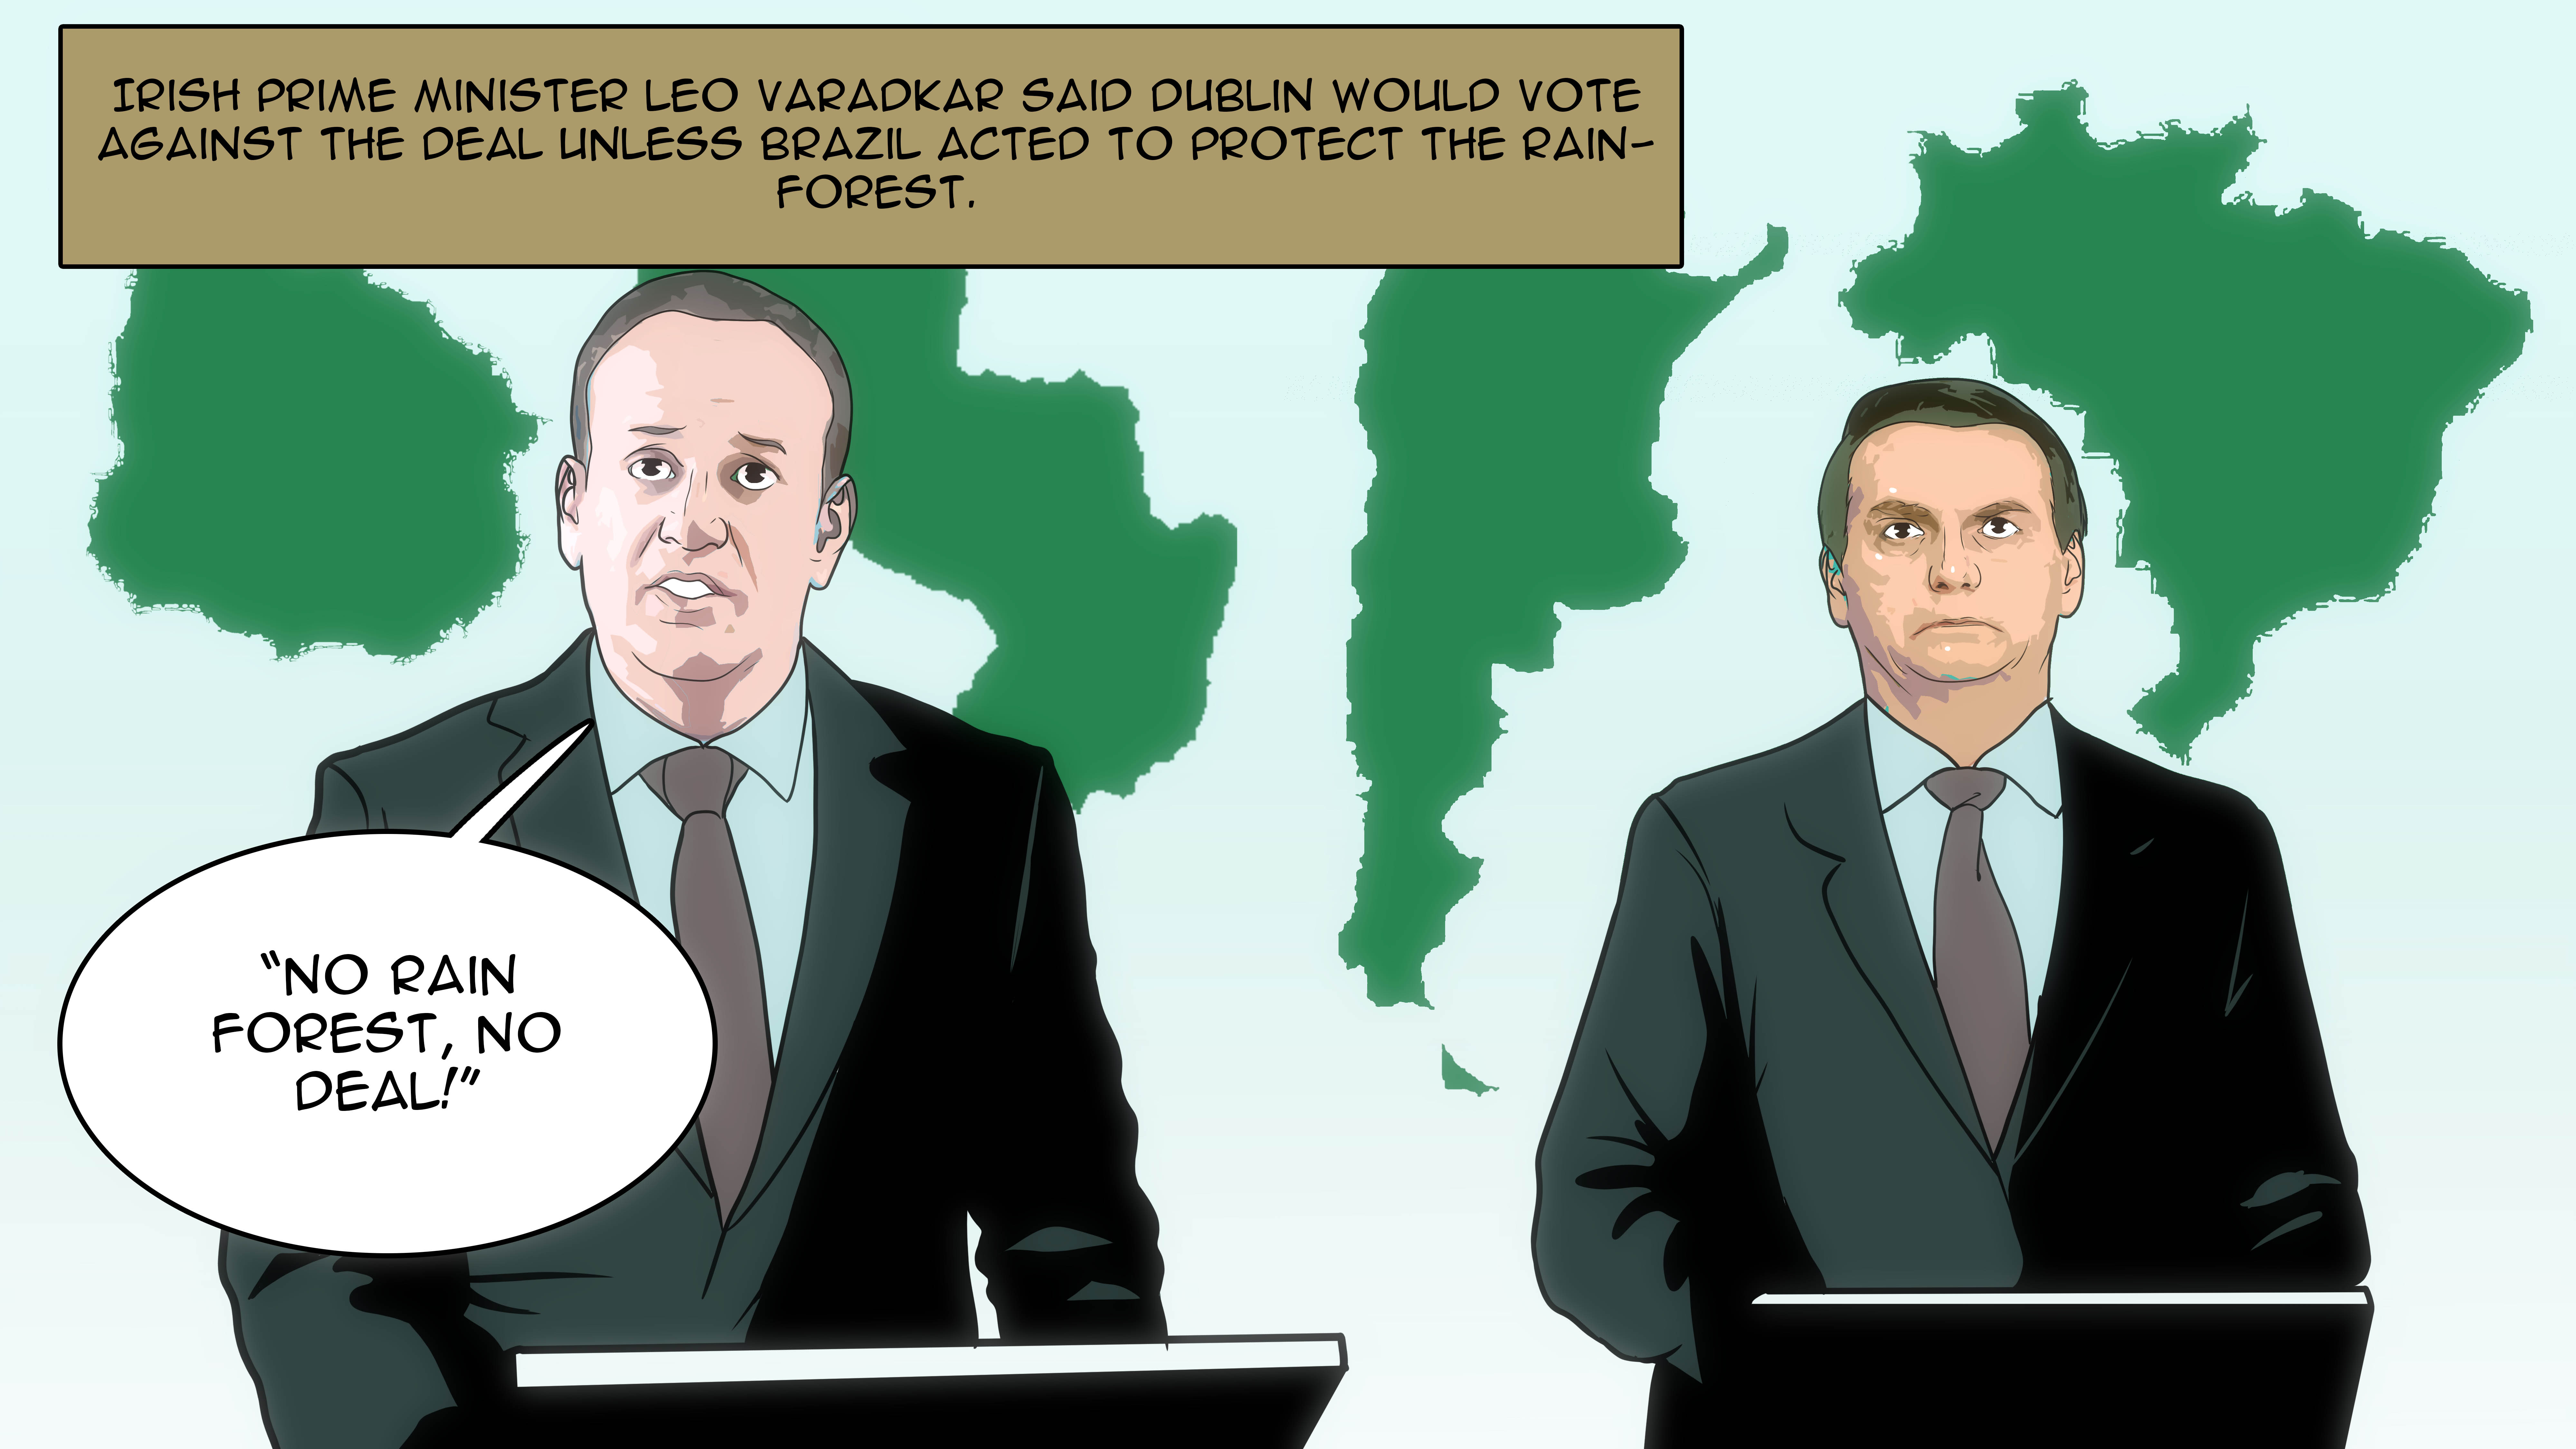 IRISH PRIME MINISTER LEO VARADKAR SAID DUBLIN WOULD VOTE
AGAINST THE DEAL UNLESS BRAZIL ACTED TO PROTECT THE RAIN-
FOREST.
"NO RAIN
FOREST, NO
DEAL!"